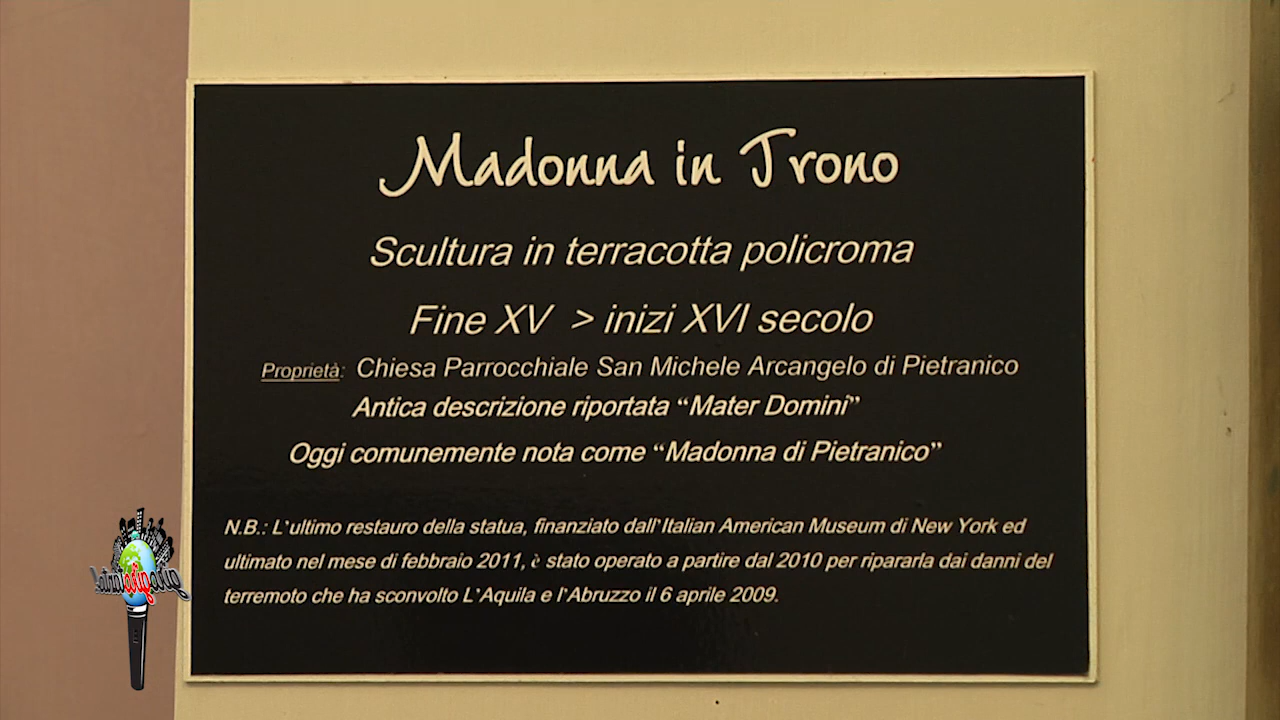 Madonna in Trono
Scultura in terracotta policroma
Fine XV > inizi XVI secolo
Proprietà: Chiesa Parrocchiale San Michele Arcangelo di Pietranico
Antica descrizione riportata “Mater Domini”
Oggi comunemente nota come “Madonna di Pietranico”
N.B.: L’ultimo restauro della statua, finanziato dall’Italian American Museum di New York ed
ultimato nel mese di febbraio 2011, è stato operato a partire dal 2010 per ripararla dai danni del
terremoto che ha sconvolto L’Aquila e l’Abruzzo il 6 aprile 2009.